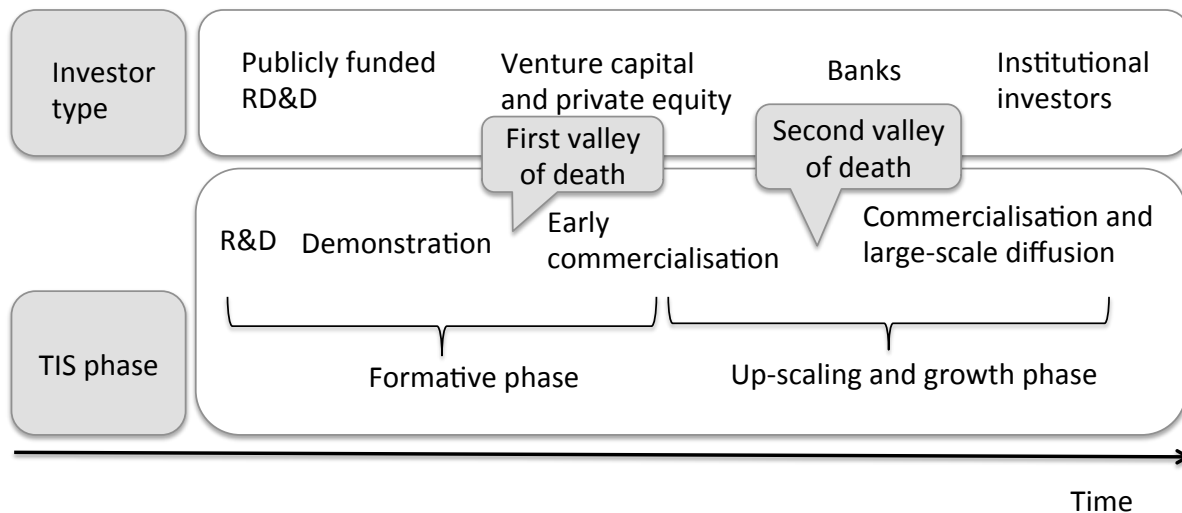 Investor
type
Publicly funded
RD&D
Venture capital
and private equity
Banks
Institutional
investors
First valley
of death
Second valley
of death
TIS phase
R&D
Demonstration
Early
commercialisation
Commercialisation and
large-scale diffusion
Formative phase
Up-scaling and growth phase
Time